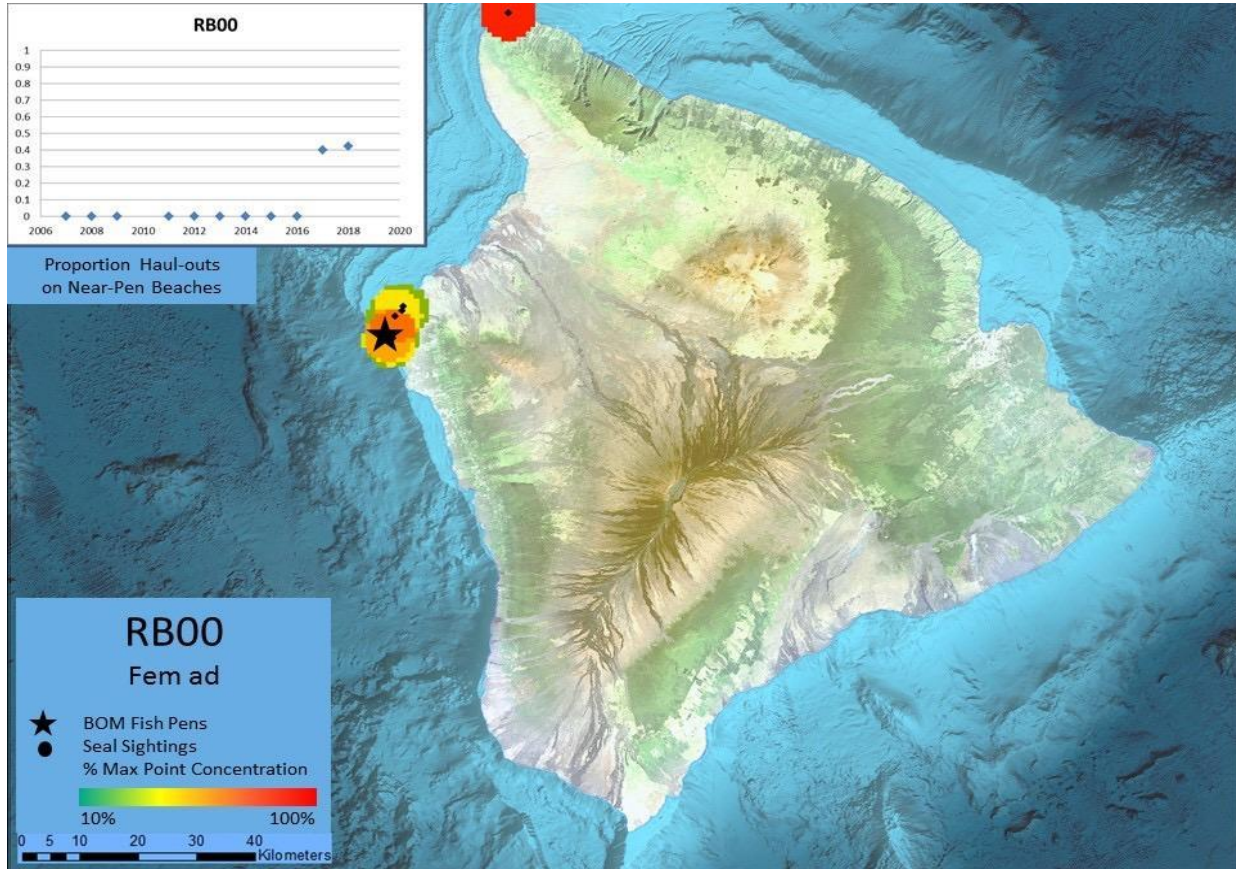 RB00
1
0.9
0.8
0.7
0.6
0.5
0.4
0.3
0.2
0.1
0
2006 2008 2010 2012 2014 2016 2018 2020
Proportion Haul-outs
on Near-Pen Beaches
RB00
Fem ad
BOM Fish Pens
Seal Sightings
% Max Point Concentration
10% 100%
0 5 10 20 30 40
Kilometers